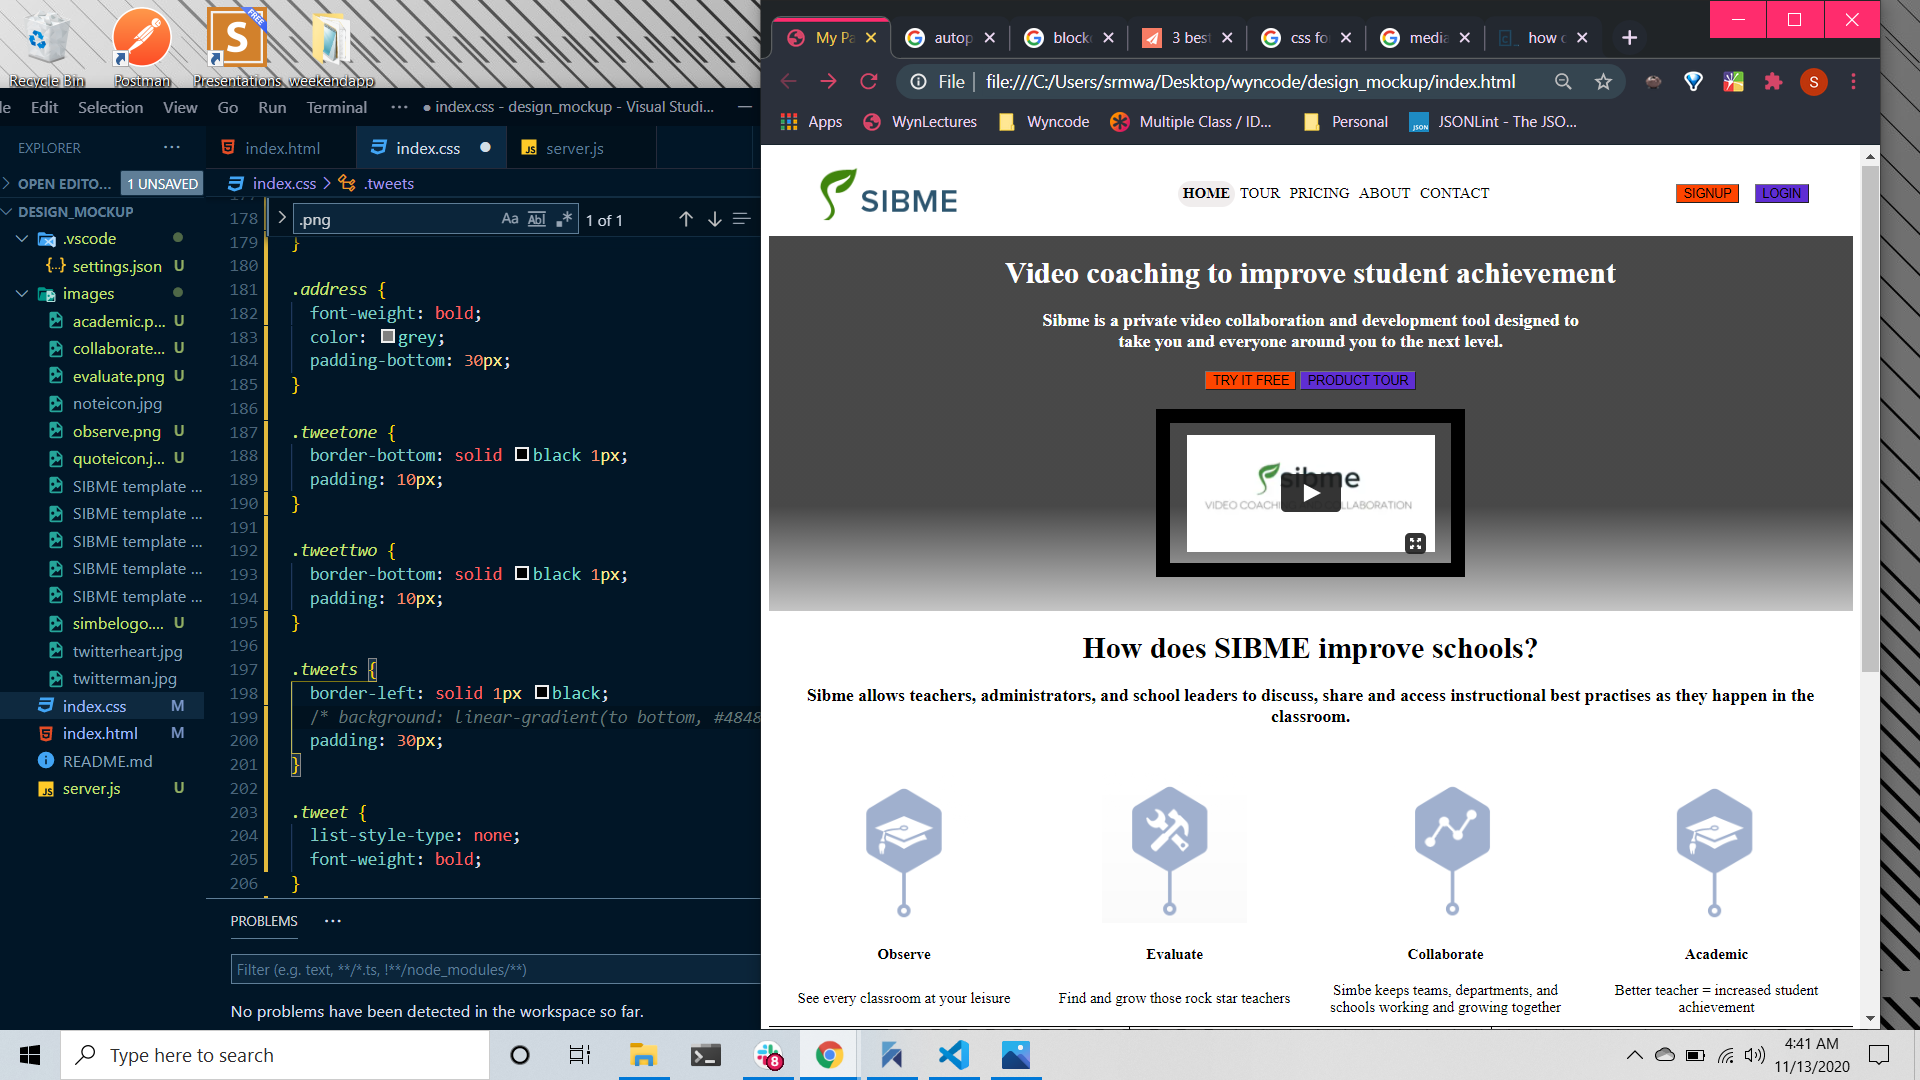 Recycle Bin
Postman
Presentations
weekendapp
FREE
S
Edit Selection View Go Run Terminal ··· ● index.css - design_mockup - Visual Studi...
EXPLORER ···
index.html
index.css ●
JS server.js
OPEN EDITO... 1 UNSAVED
index.css > .tweets
DESIGN_MOCKUP
.vscode
settings.json U
images
academic.p... U
collaborate... U
evaluate.png U
noteicon.jpg
observe.png U
quoteicon.j... U
SIBME template ...
SIBME template ...
SIBME template ...
SIBME template ...
SIBME template ...
simbelogo.... U
twitterheart.jpg
twitterman.jpg
index.css M
index.html M
README.md
JS server.js U
.png Aa Abl .* 1 of 1
178
179 }
180
181 .address {
182 font-weight: bold;
183 color: grey;
184 padding-bottom: 30px;
185 }
186
187 .tweetone {
188 border-bottom: solid black 1px;
189 padding: 10px;
190 }
191
192 .tweettwo {
193 border-bottom: solid black 1px;
194 padding: 10px;
195 }
196
197 .tweets {
198 border-left: solid 1px black;
199 /* background: linear-gradient(to bottom, #4848
200 padding: 30px;
201 }
202
203 .tweet {
204 list-style-type: none;
205 font-weight: bold;
206 }
PROBLEMS ···
Filter (e.g. text, **/*.ts, !**/node_modules/**)
No problems have been detected in the workspace so far.
My Pa
autop
block
3 best
css fo
media
how c
File | file:///C:/Users/srmwa/Desktop/wyncode/design_mockup/index.html
S
Apps WynLectures Wyncode Multiple Class / ID... Personal JSON JSONLint - The JSO...
SIBME
HOME TOUR PRICING ABOUT CONTACT
SIGNUP LOGIN
Video coaching to improve student achievement
Sibme is a private video collaboration and development tool designed to
take you and everyone around you to the next level.
TRY IT FREE PRODUCT TOUR
sibme
How does SIBME improve schools?
Sibme allows teachers, administrators, and school leaders to discuss, share and access instructional best practises as they happen in the
classroom.
Observe
See every classroom at your leisure
Evaluate
Find and grow those rock star teachers
Collaborate
Simbe keeps teams, departments, and
schools working and growing together
Academic
Better teacher = increased student
achievement
Type here to search
8
4:41 AM
11/13/2020